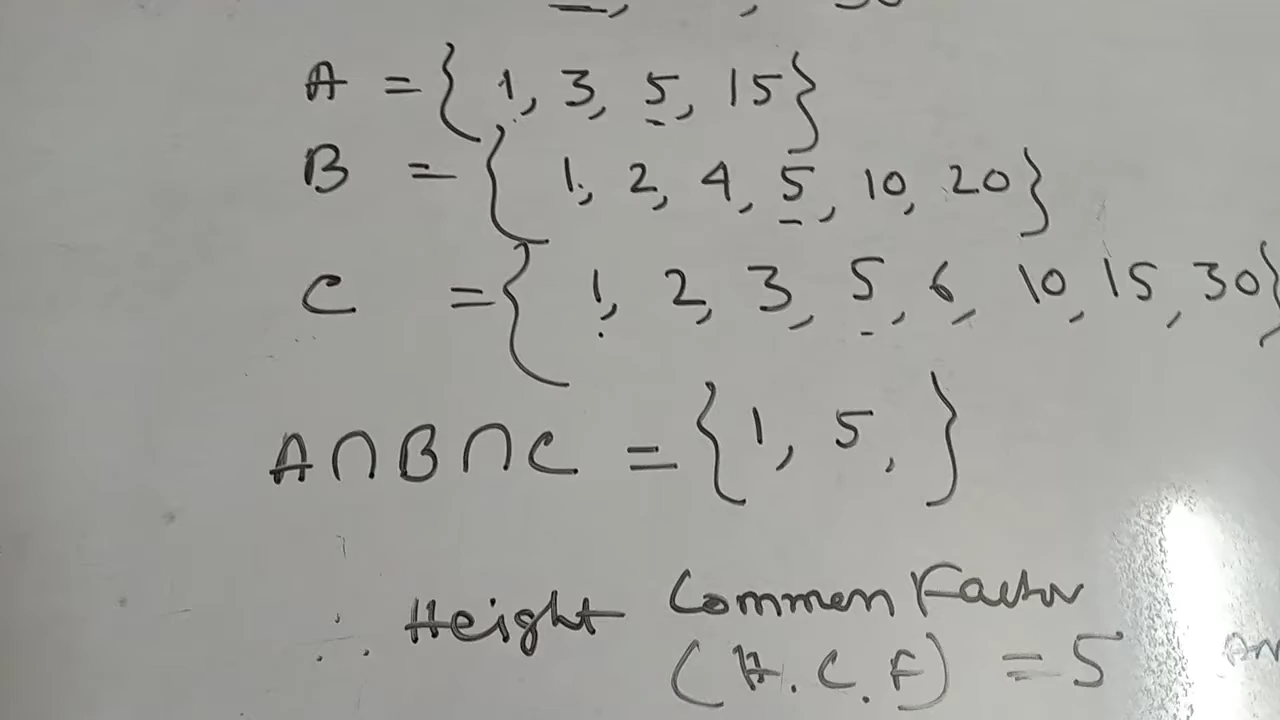 A = { 1, 3, 5, 15}
B = { 1, 2, 4, 5, 10, 20}
C = { 1, 2, 3, 5, 6, 10, 15, 30}
A∩B∩C = { 1, 5, }
∴ Height Common Factor
(H.C.F) = 5